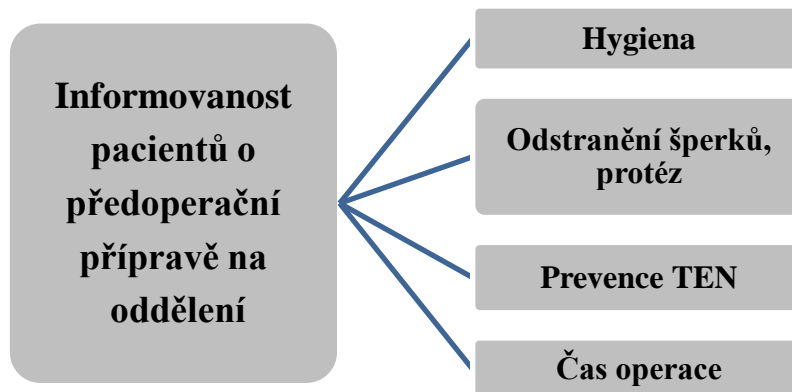 Informovanost
pacientů o
předoperační
přípravě na
oddělení
Hygiena
Odstranění šperků,
protéz
Prevence TEN
Čas operace